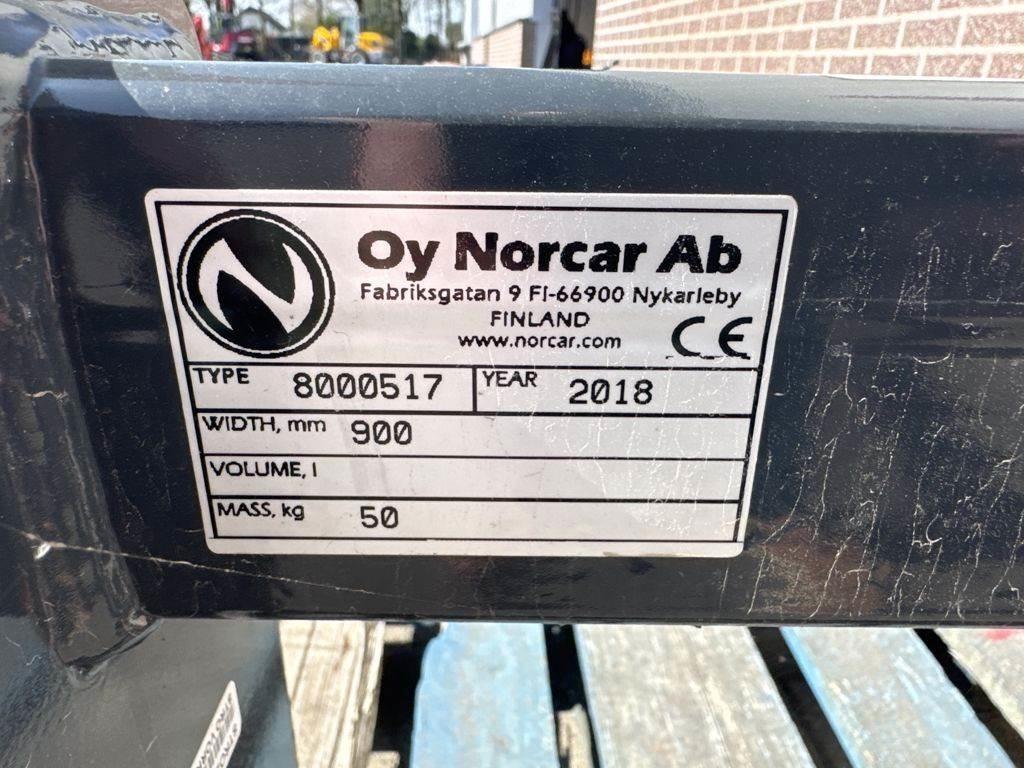 Oy Norcar Ab
Fabriksgatan 9 FI-66900 Nykarleby
FINLAND
www.norcar.com
CE
TYPE 8000517 YEAR 2018
WIDTH, mm 900
VOLUME, l
MASS, kg 50